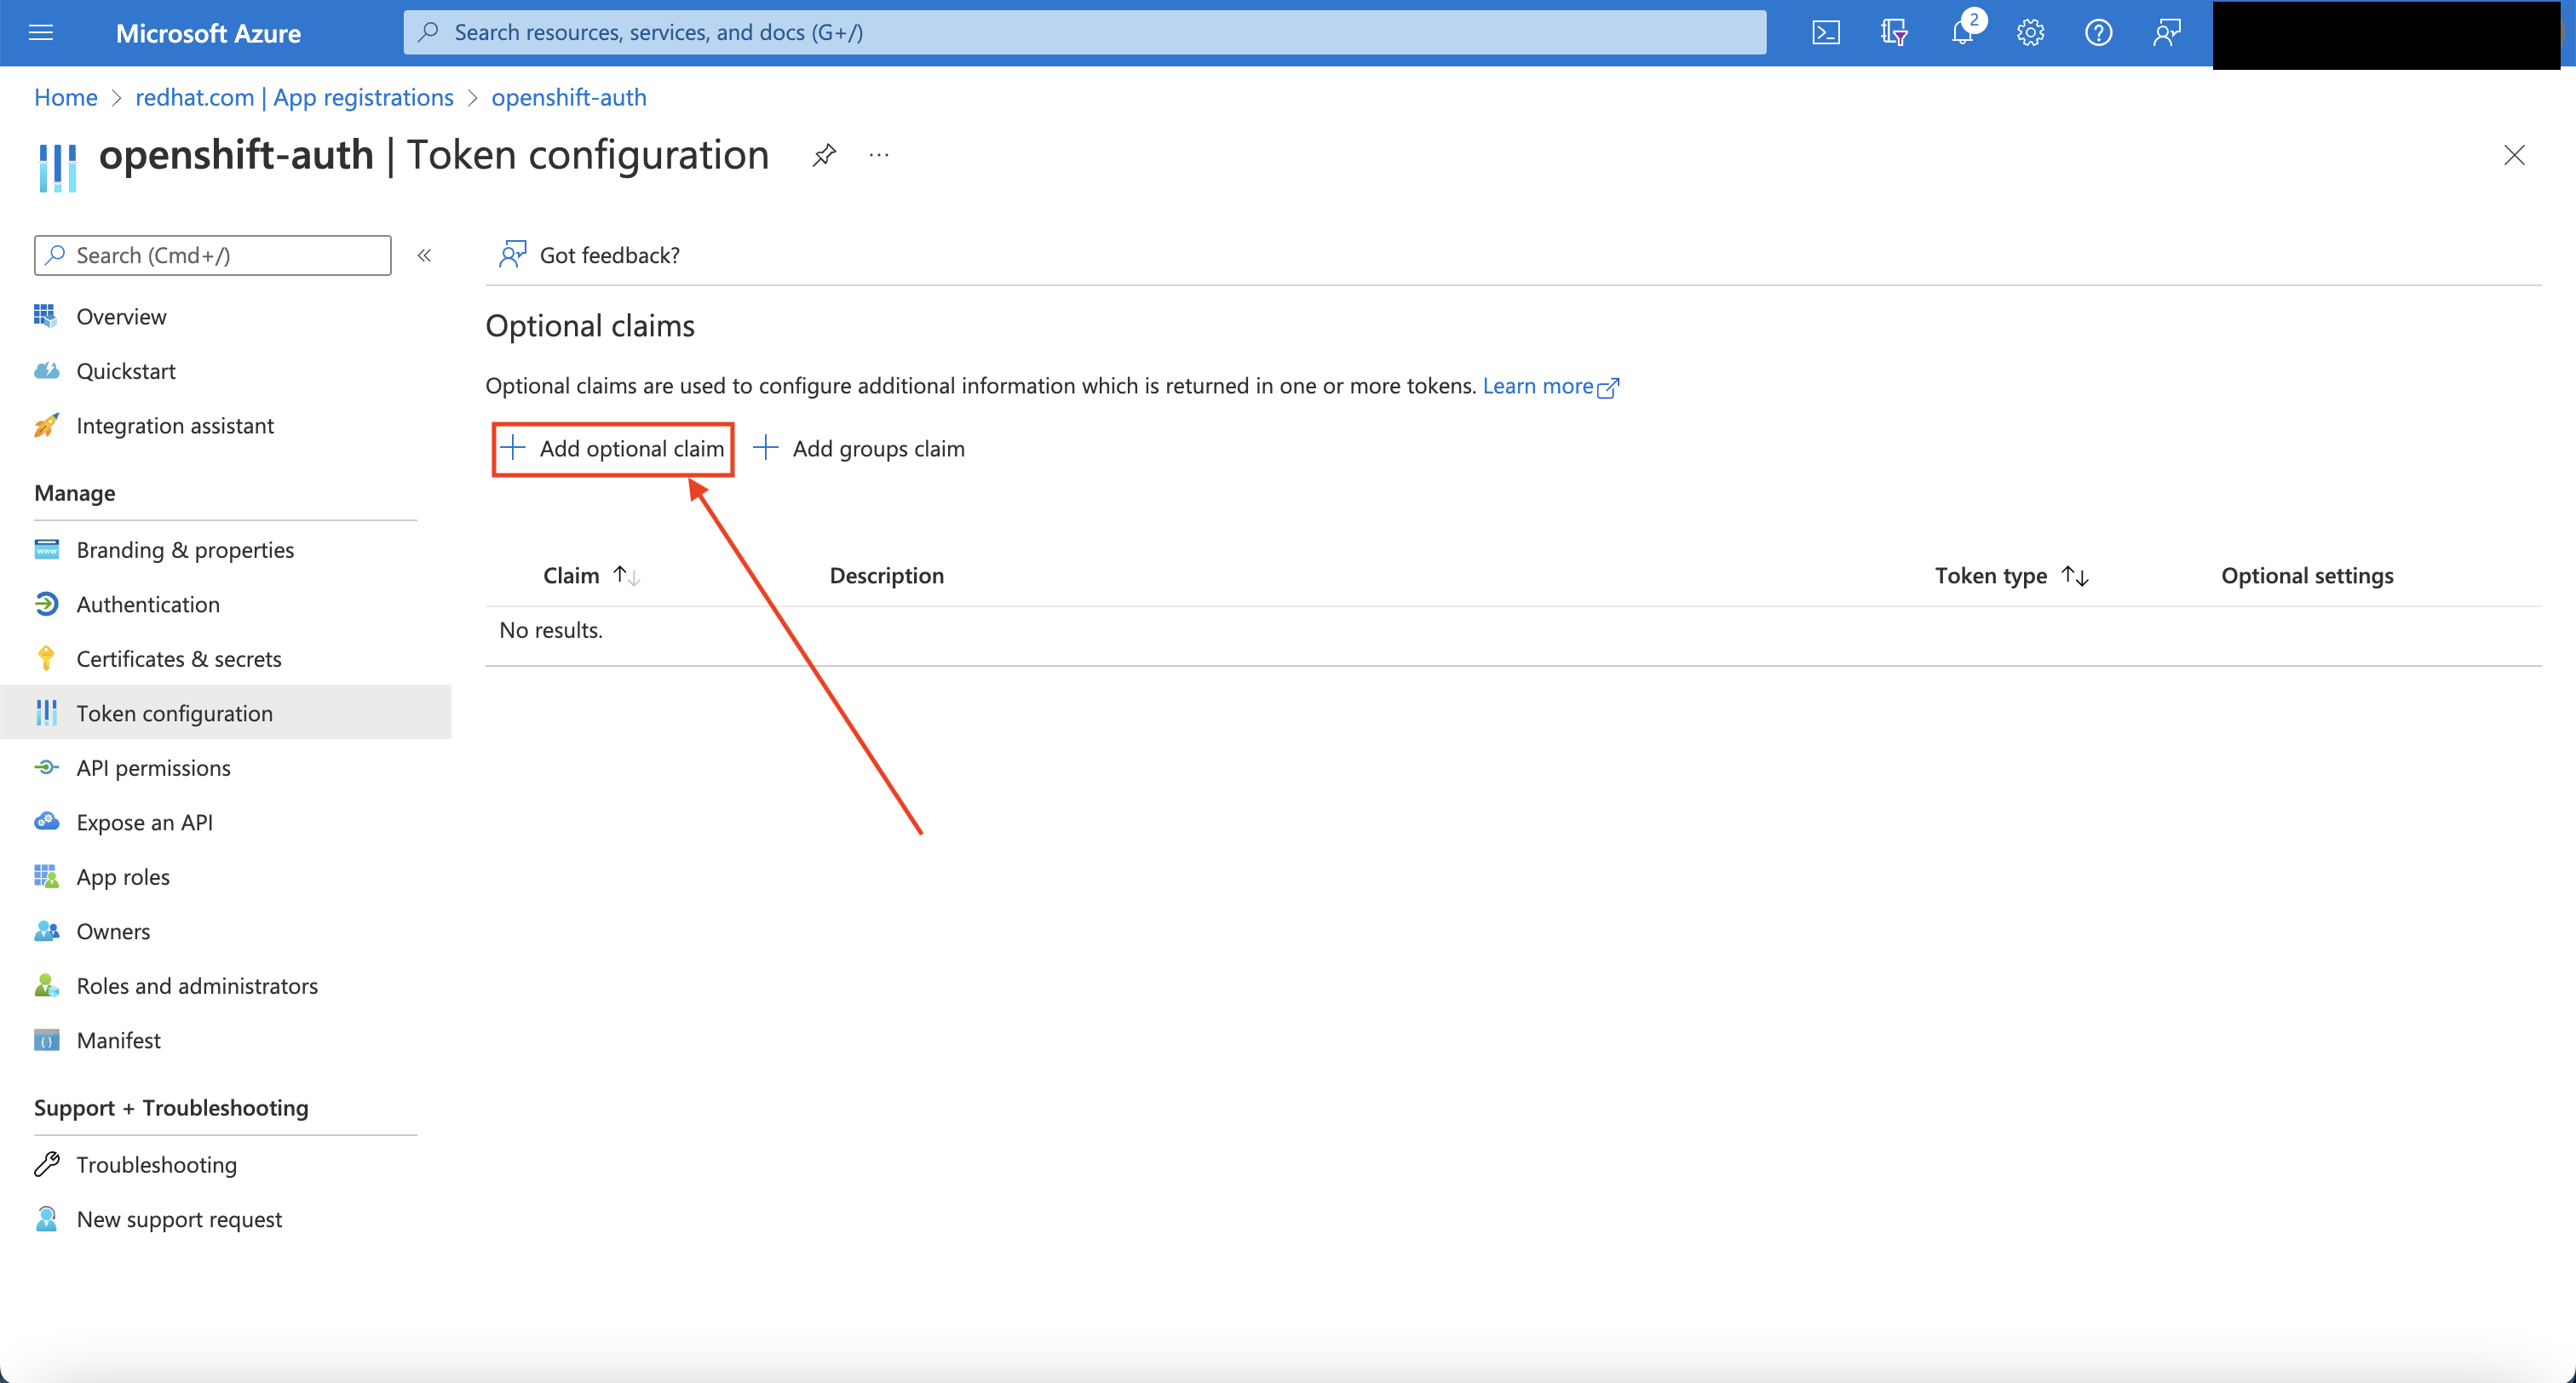 Microsoft Azure
Search resources, services, and docs (G+/)
2
Home > redhat.com | App registrations > openshift-auth
openshift-auth | Token configuration
...
Search (Cmd+/)
«
Overview
Quickstart
Integration assistant
Manage
Branding & properties
Authentication
Certificates & secrets
Token configuration
API permissions
Expose an API
App roles
Owners
Roles and administrators
Manifest
Support + Troubleshooting
Troubleshooting
New support request
Got feedback?
Optional claims
Optional claims are used to configure additional information which is returned in one or more tokens. Learn more
+ Add optional claim + Add groups claim
Claim ↑↓ Description Token type ↑↓ Optional settings
No results.